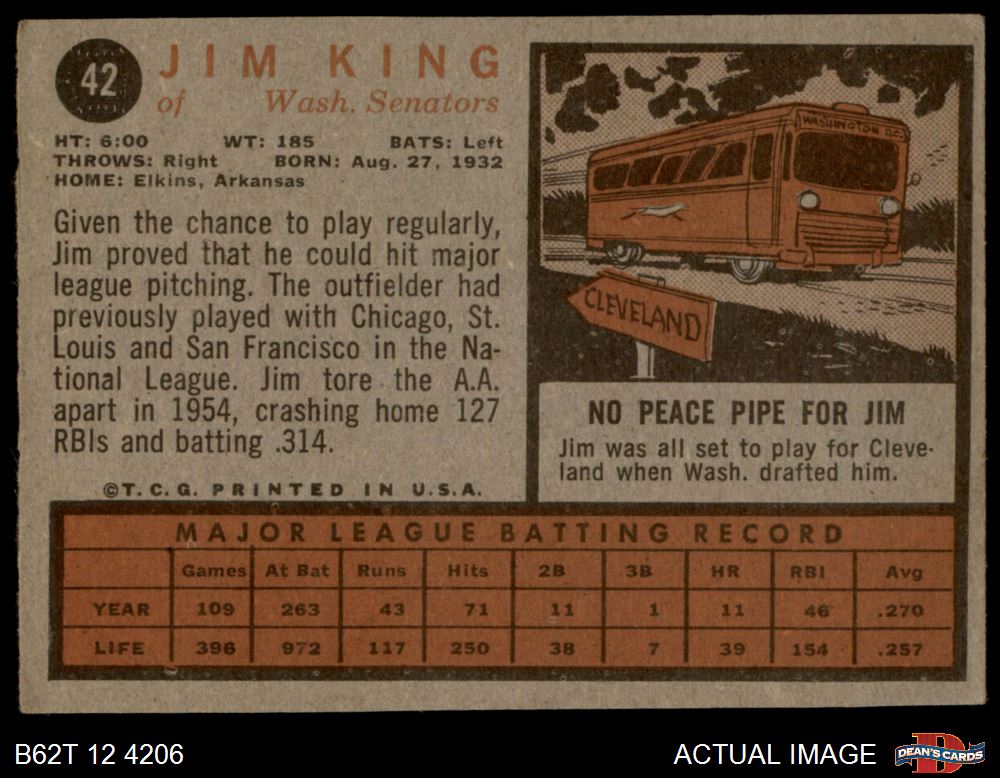 42
JIM KING
of Wash. Senators
HT: 6:00 WT: 185 BATS: Left
THROWS: Right BORN: Aug. 27, 1932
HOME: Elkins, Arkansas
Given the chance to play regularly,
Jim proved that he could hit major
league pitching. The outfielder had
previously played with Chicago, St.
Louis and San Francisco in the Na-
tional League. Jim tore the A.A.
apart in 1954, crashing home 127
RBIs and batting .314.
©T.C.G. PRINTED IN U.S.A.
WASHINGTON D.C.
CLEVELAND
NO PEACE PIPE FOR JIM
Jim was all set to play for Cleve-
land when Wash. drafted him.
MAJOR LEAGUE BATTING RECORD
Games At Bat Runs Hits 2B 3B HR RBI Avg
YEAR 109 263 43 71 11 1 11 46 .270
LIFE 396 972 117 250 38 7 39 154 .257
B62T 12 4206
ACTUAL IMAGE
D
DEAN'S CARDS